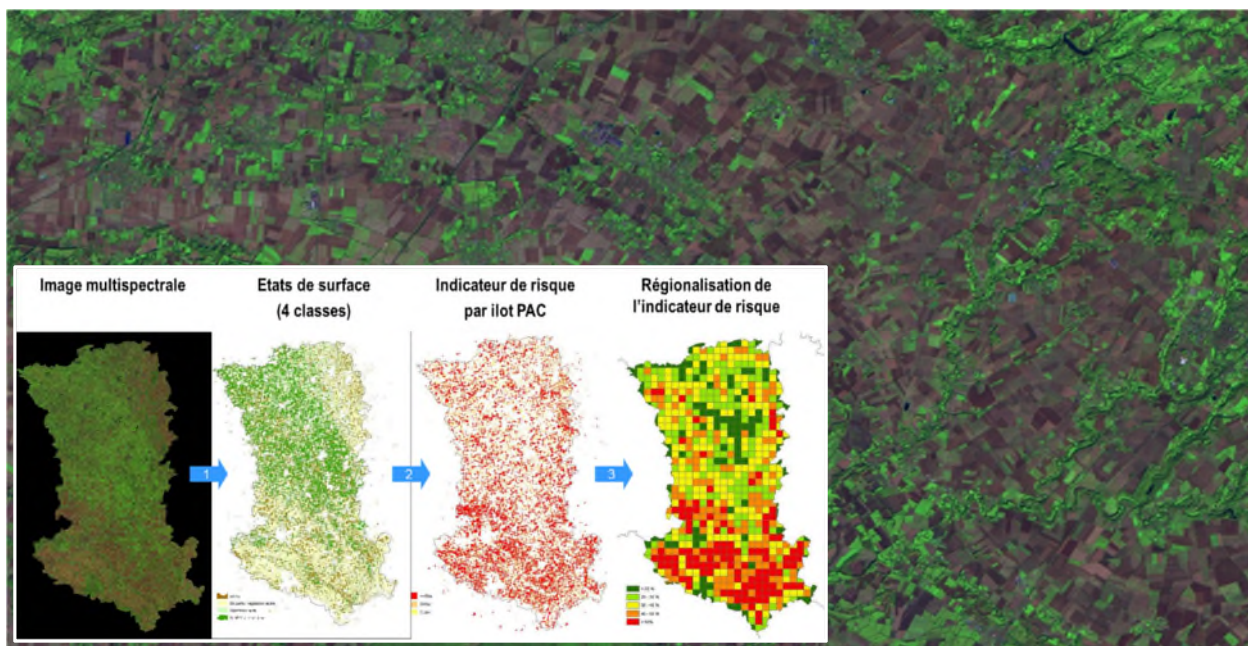 Image multispectrale
Etats de surface
(4 classes)
Indicateur de risque
par ilot PAC
Régionalisation de
l'indicateur de risque
1
2
3